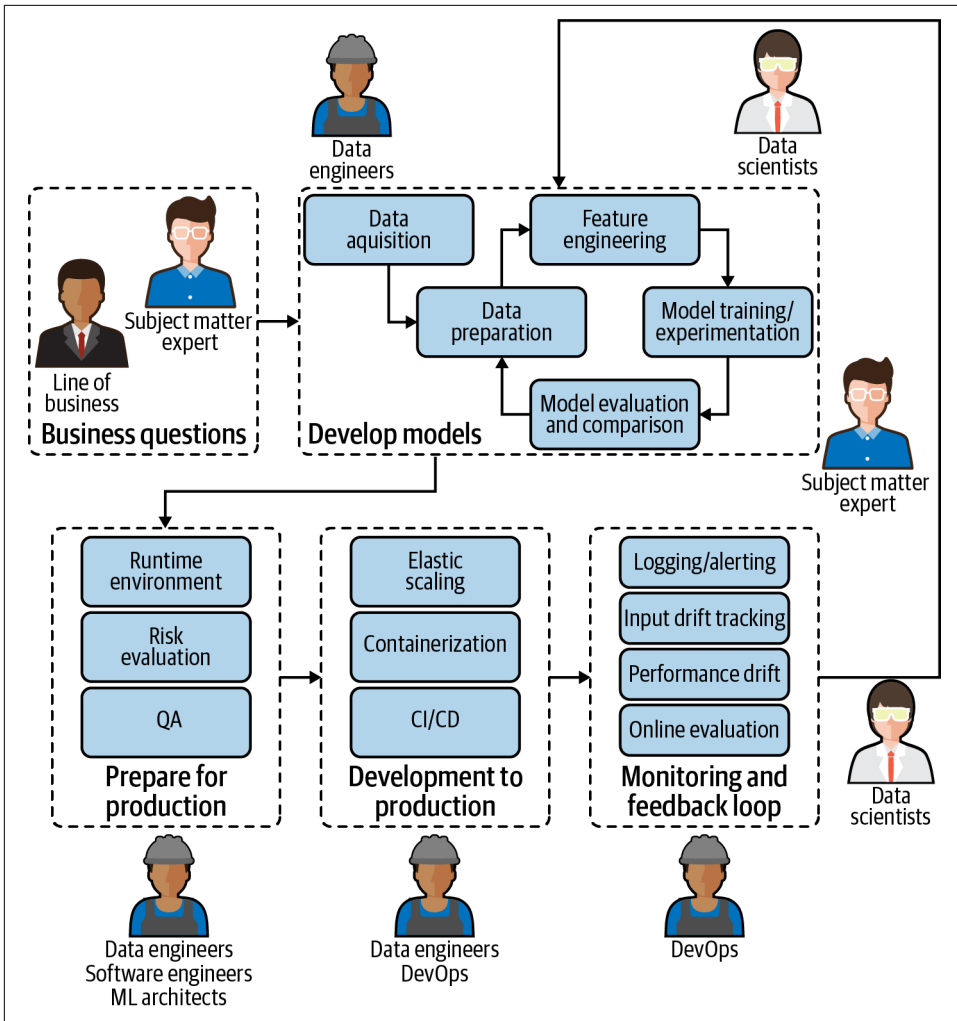 Data
engineers
Data
scientists
Subject matter
expert
Line of
business
Business questions
Data
aquisition
Feature
engineering
Data
preparation
Model training/
experimentation
Model evaluation
and comparison
Develop models
Subject matter
expert
Runtime
environment
Risk
evaluation
QA
Prepare for
production
Elastic
scaling
Containerization
CI/CD
Development to
production
Logging/alerting
Input drift tracking
Performance drift
Online evaluation
Monitoring and
feedback loop
Data
scientists
Data engineers
Software engineers
ML architects
Data engineers
DevOps
DevOps